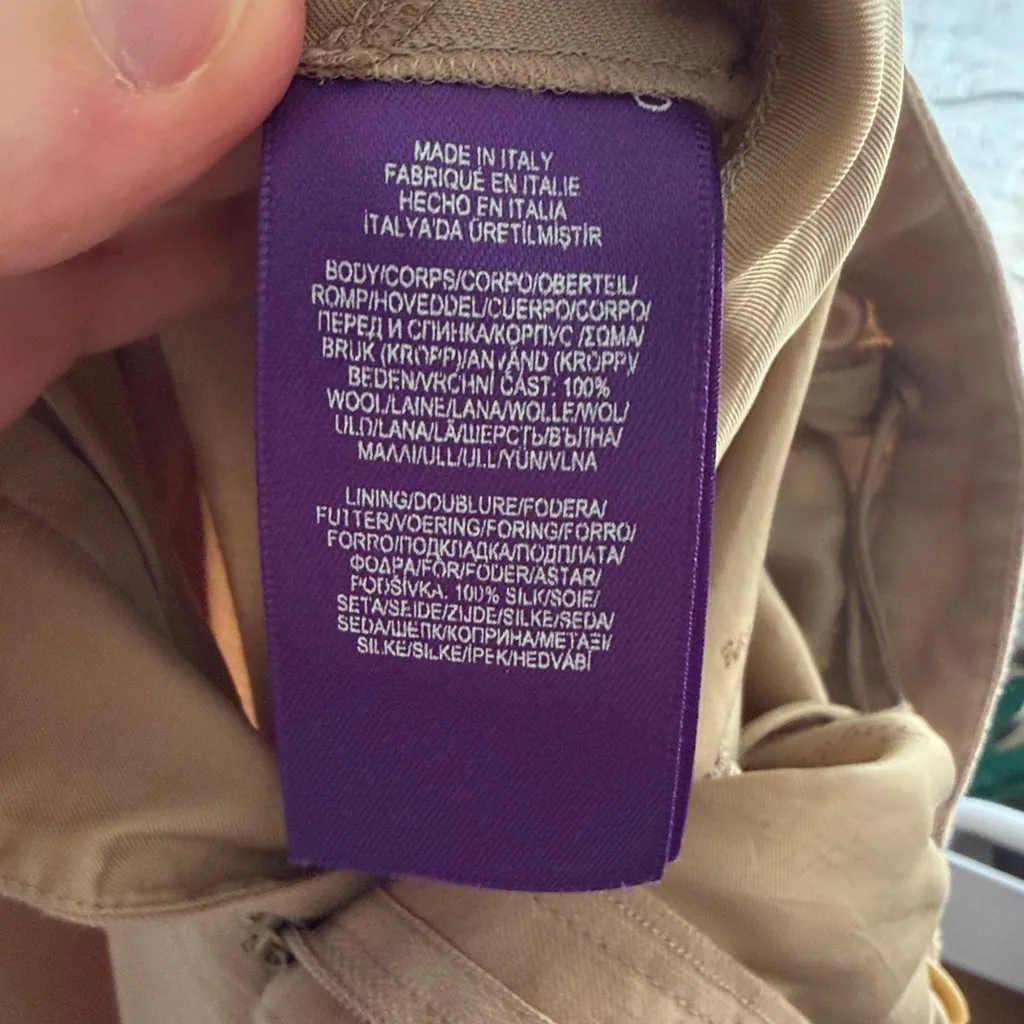 MADE IN ITALY
FABRIQUÉ EN ITALIE
HECHO EN ITALIA
İTALYA'DA ÜRETİLMİŞTİR
BODY/CORPS/CORPO/OBERTEIL/
ROMP/HOVEDDEL/CUERPO/CORPO/
ПЕРЕД И СПИНКА/КОРПУС /ΣΩΜΑ/
BRUK (KROPP)/AN VÄND (KROPP)/
BEDEN/VRCHNÍ ČÁST. 100%
WOOL/LAINE/LANA/WOLLE/WOL/
ULD/LANA/LÃ/ШЕРСТЬ/ВЪЛНА/
ΜΑΛΛΙ/ULL/ULL/YÜN/VLNA
LINING/DOUBLURE/FODERA/
FUTTER/VOERING/FORING/FORRO/
FORRO/ПОДКЛАДКА/ПОДПЛАТА/
ΦΟΔΡΑ/FÔR/FODER/ASTAR/
PODŠÍVKA. 100% SILK/SOIE/
SETA/SEIDE/ZIJDE/SILKE/SEDA/
SEDA/ШЕЛК/КОПРИНА/ΜΕΤΑΞΙ/
SILKE/SILKE/İPEK/HEDVÁBÍ